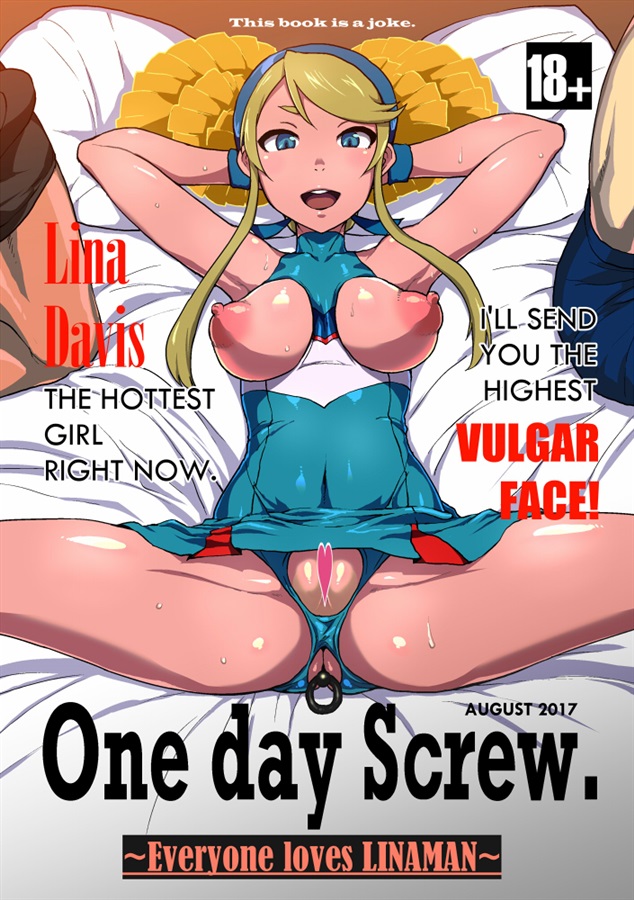 This book is a joke.
18+
Lina
Davis
THE HOTTEST
GIRL
RIGHT NOW.
I'LL SEND
YOU THE
HIGHEST
VULGAR
FACE!
AUGUST 2017
One day Screw.
~Everyone loves LINAMAN~